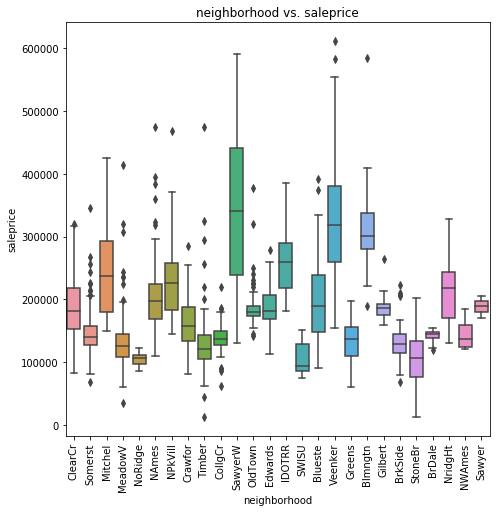 neighborhood vs. saleprice
600000
500000
400000
300000
200000
100000
0
saleprice
ClearCr
Somerst
Mitchel
MeadowV
NoRidge
NAmes
NPkVill
Crawfor
Timber
CollgCr
SawyerW
OldTown
Edwards
IDOTRR
SWISU
Blueste
Veenker
Greens
Blmngtn
Gilbert
BrkSide
StoneBr
BrDale
NridgHt
NWAmes
Sawyer
neighborhood